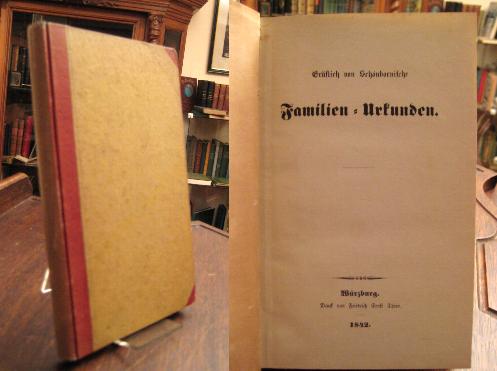 Gräflich von Schönbornische
Familien-Urkunden.
Würzburg.
Druck von Friedrich Ernst Thein.
1842.